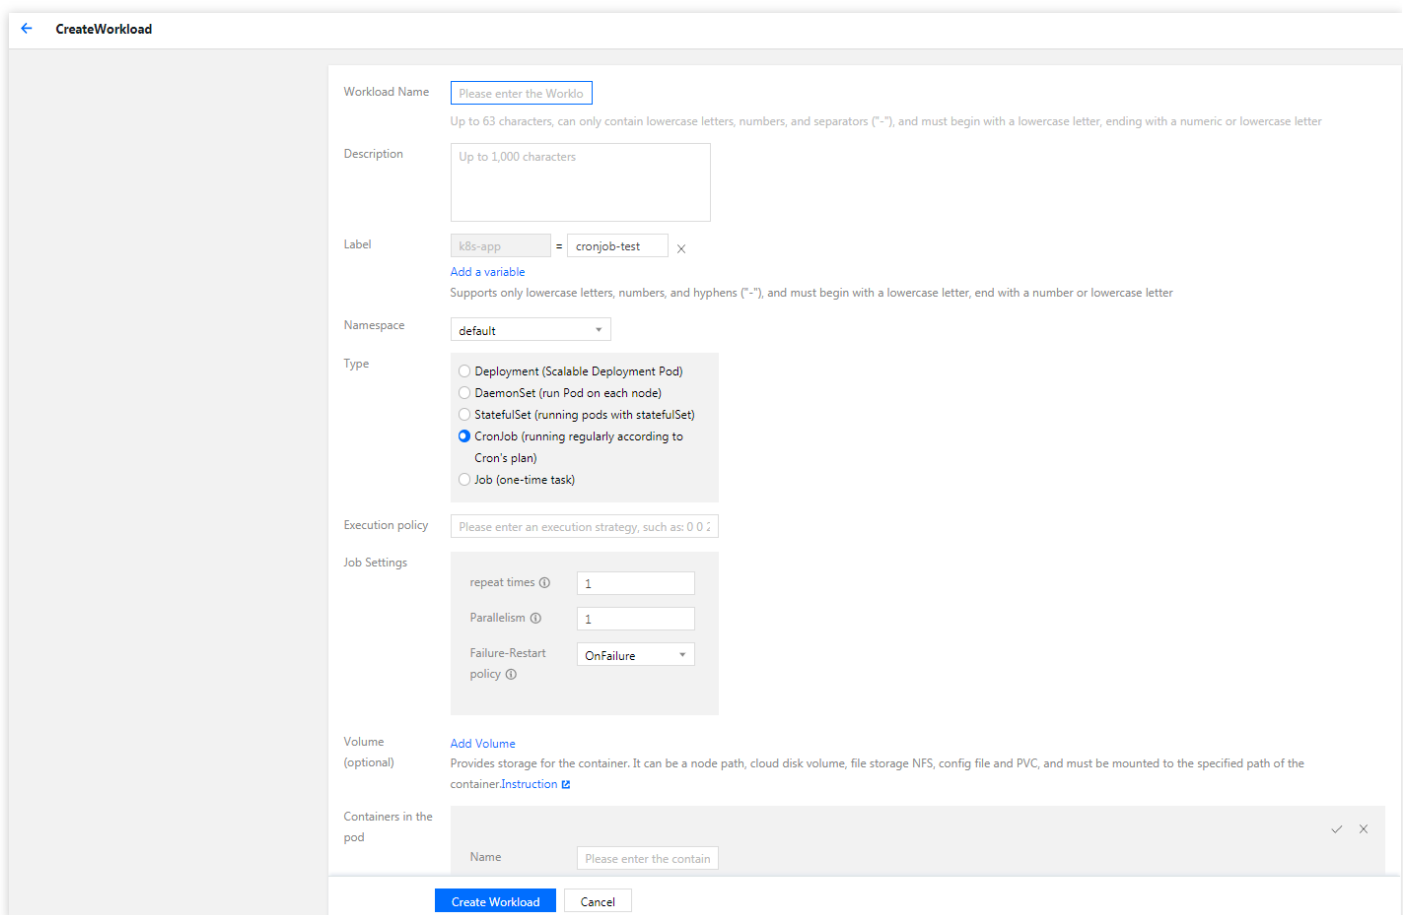 CreateWorkload
Workload Name
Please enter the Worklo
Up to 63 characters, can only contain lowercase letters, numbers, and separators ("-"), and must begin with a lowercase letter, ending with a numeric or lowercase letter
Description
Up to 1,000 characters
Label
k8s-app = cronjob-test
Add a variable
Supports only lowercase letters, numbers, and hyphens ("-"), and must begin with a lowercase letter, end with a number or lowercase letter
Namespace
default
Type
Deployment (Scalable Deployment Pod)
DaemonSet (run Pod on each node)
StatefulSet (running pods with statefulSet)
CronJob (running regularly according to
Cron's plan)
Job (one-time task)
Execution policy
Please enter an execution strategy, such as: 0 0 2
Job Settings
repeat times
1
Parallelism
1
Failure-Restart
policy
OnFailure
Volume
(optional)
Add Volume
Provides storage for the container. It can be a node path, cloud disk volume, file storage NFS, config file and PVC, and must be mounted to the specified path of the
container.Instruction
Containers in the
pod
Name
Please enter the contain
Create Workload
Cancel